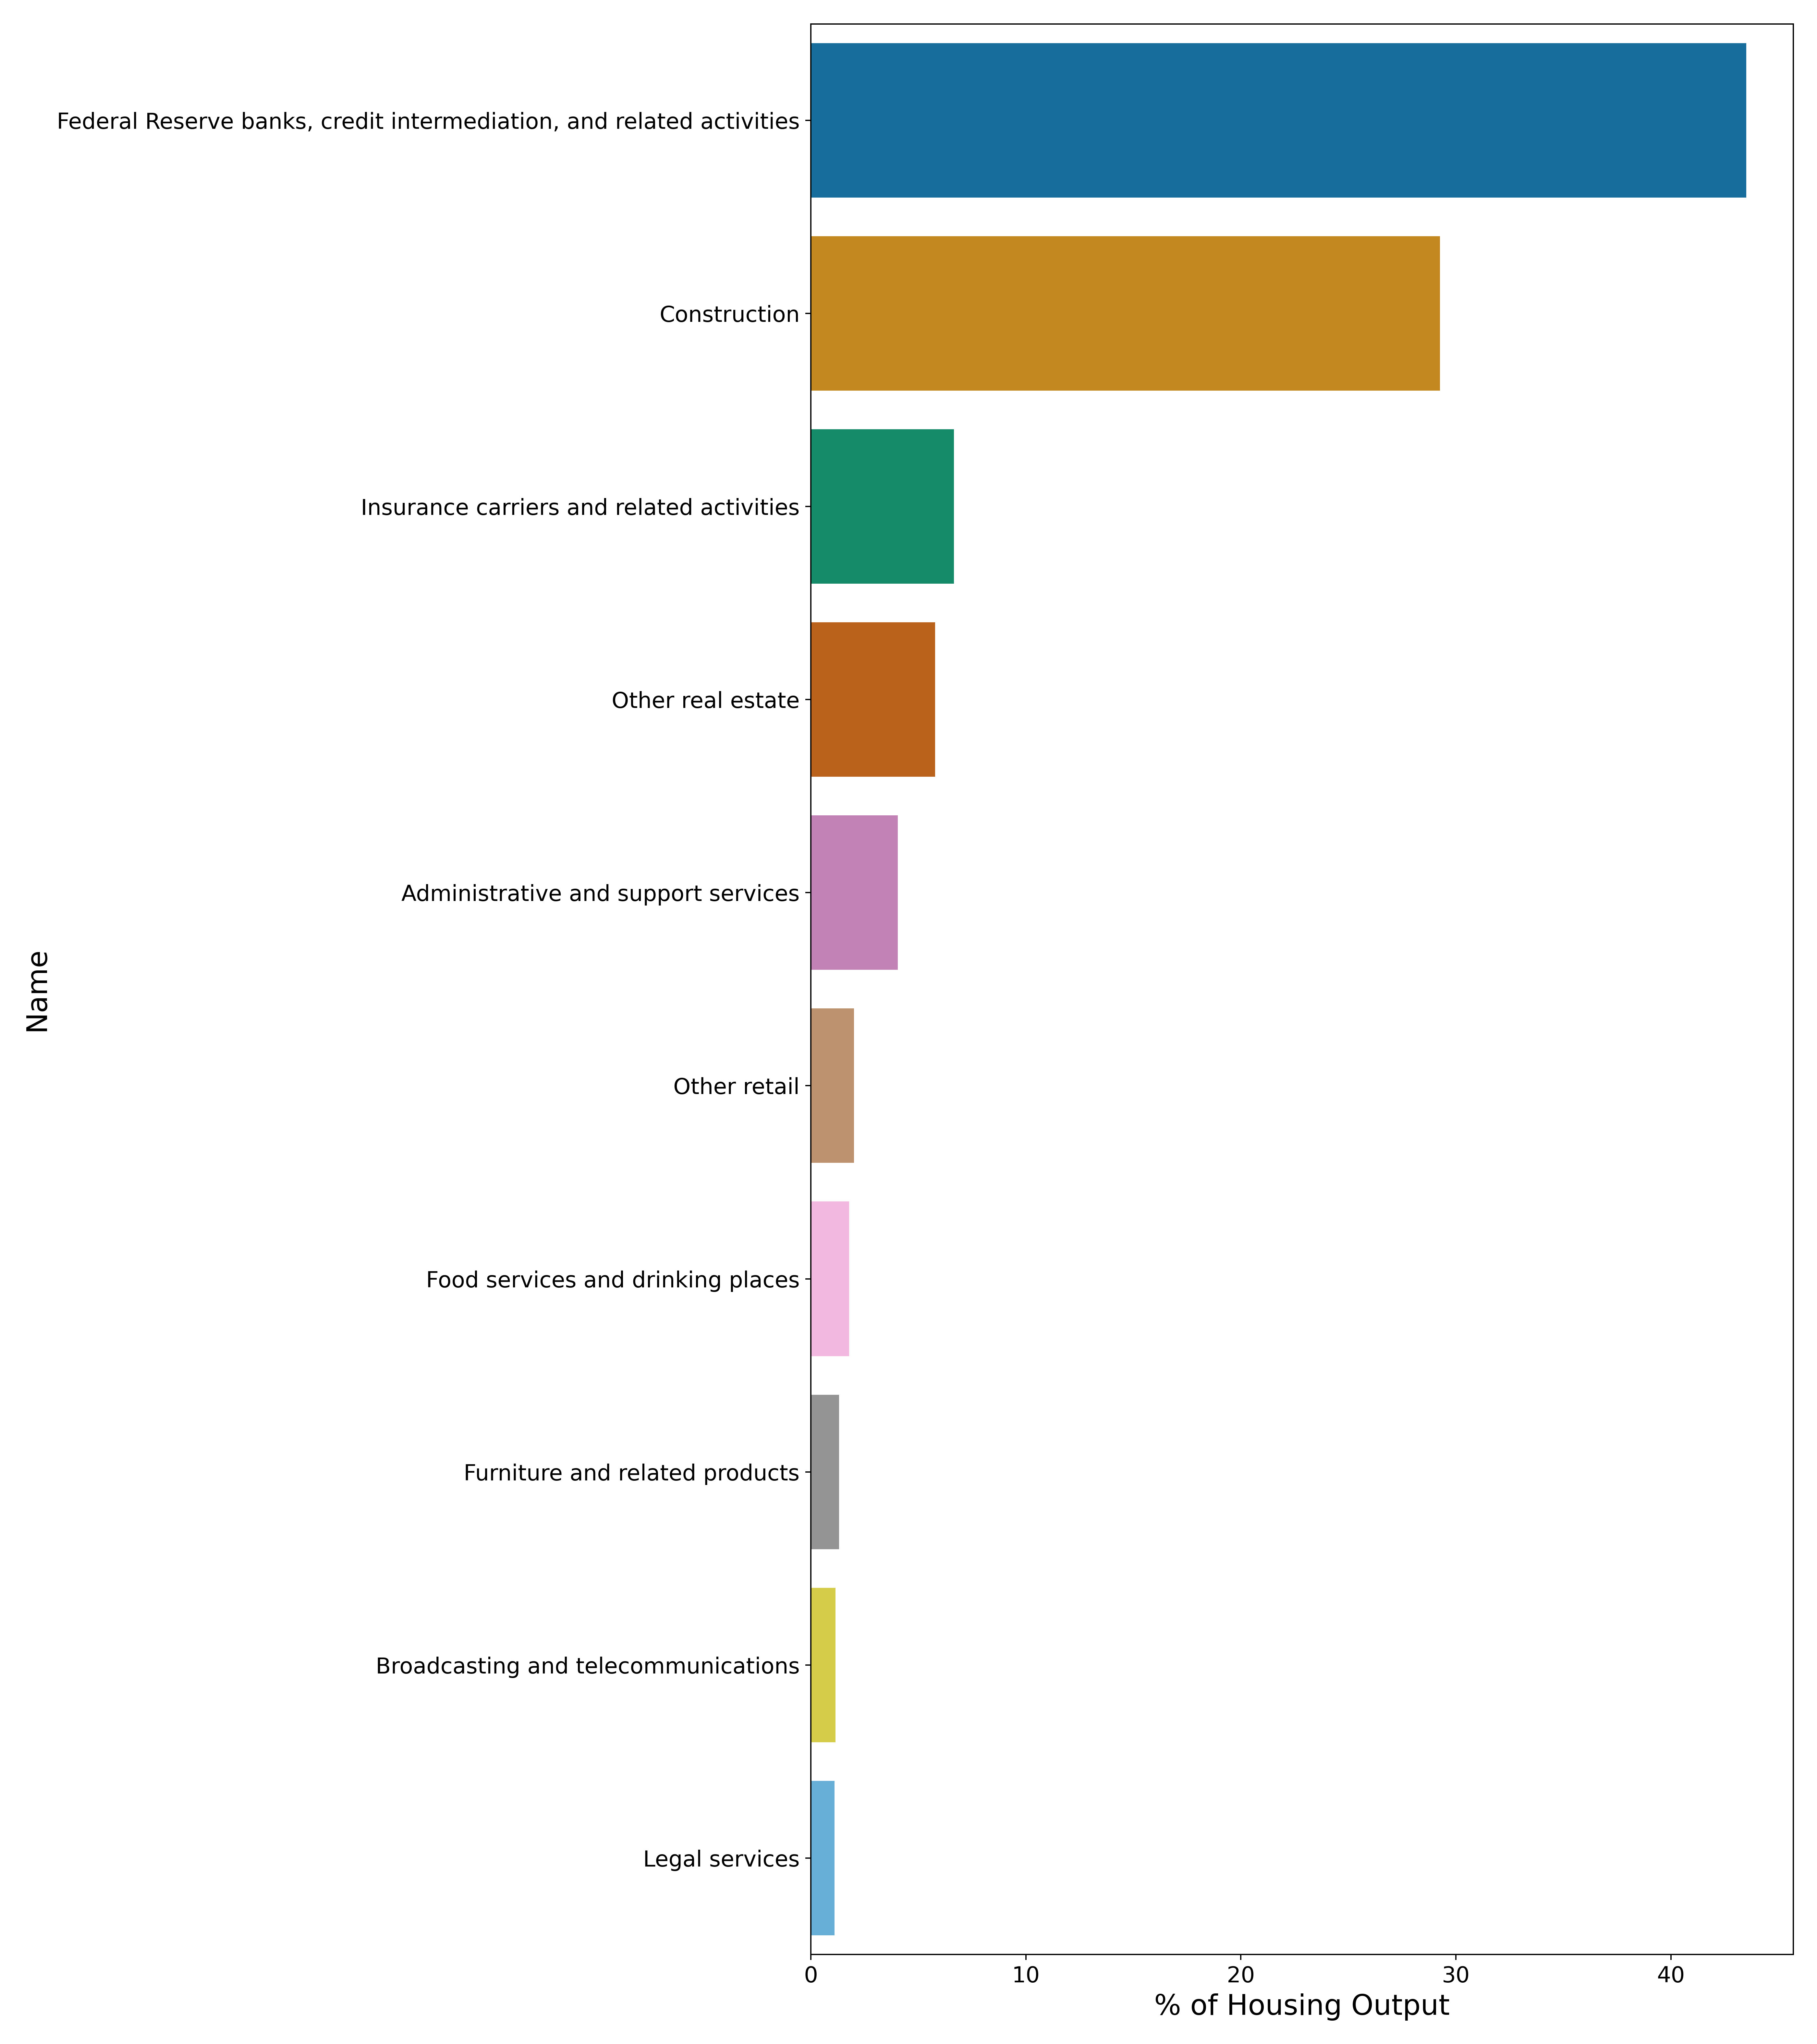 Federal Reserve banks, credit intermediation, and related activities
Construction
Insurance carriers and related activities
Other real estate
Administrative and support services
Other retail
Food services and drinking places
Furniture and related products
Broadcasting and telecommunications
Legal services
Name
0 10 20 30 40
% of Housing Output